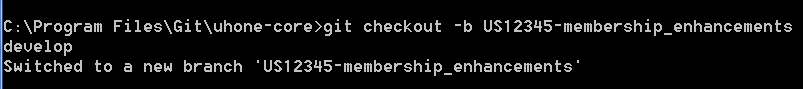 C:\Program Files\Git\uhone-core>git checkout -b US12345-membership_enhancements
develop
Switched to a new branch 'US12345-membership_enhancements'